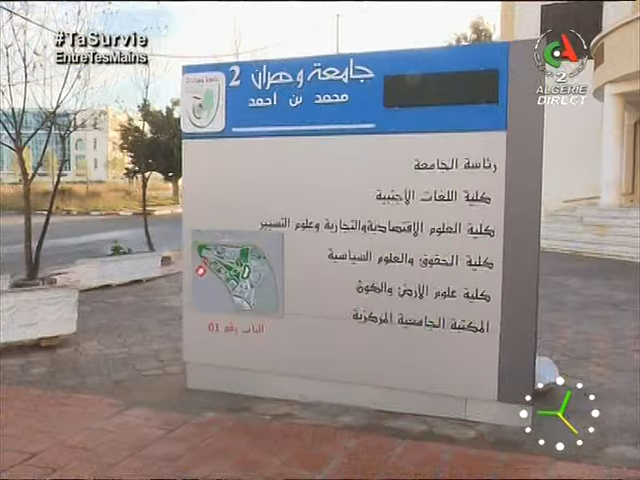 #TaSurvie
EntreTesMains
2
ALGERIE
DIRECT
جامعة وهران 2
محمد بن أحمد
رئاسة الجامعة
كلية اللغات الأجنبية
كلية العلوم الاقتصادية والتجارية وعلوم التسيير
كلية الحقوق والعلوم السياسية
كلية علوم الأرض والكون
المكتبة الجامعية المركزية
الباب رقم 01